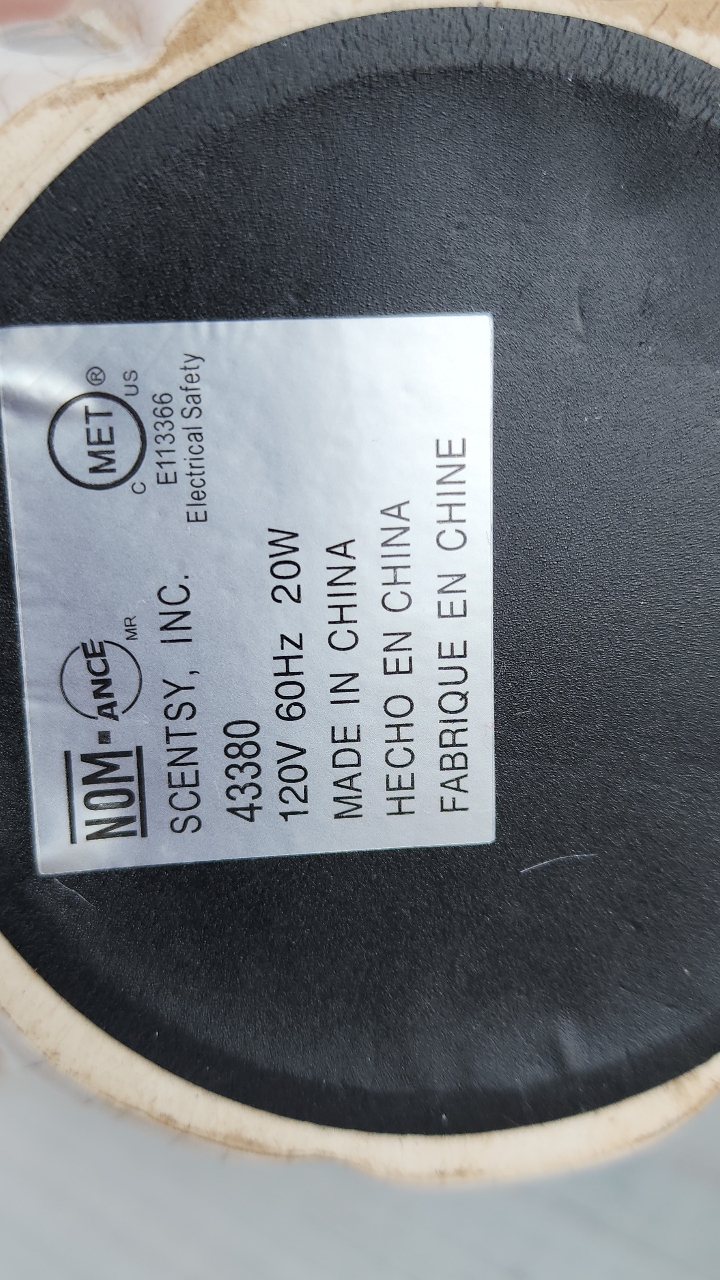 NOM-ANCE MR
MET®
C US
E113366
Electrical Safety
SCENTSY, INC.
43380
120V 60Hz 20W
MADE IN CHINA
HECHO EN CHINA
FABRIQUE EN CHINE